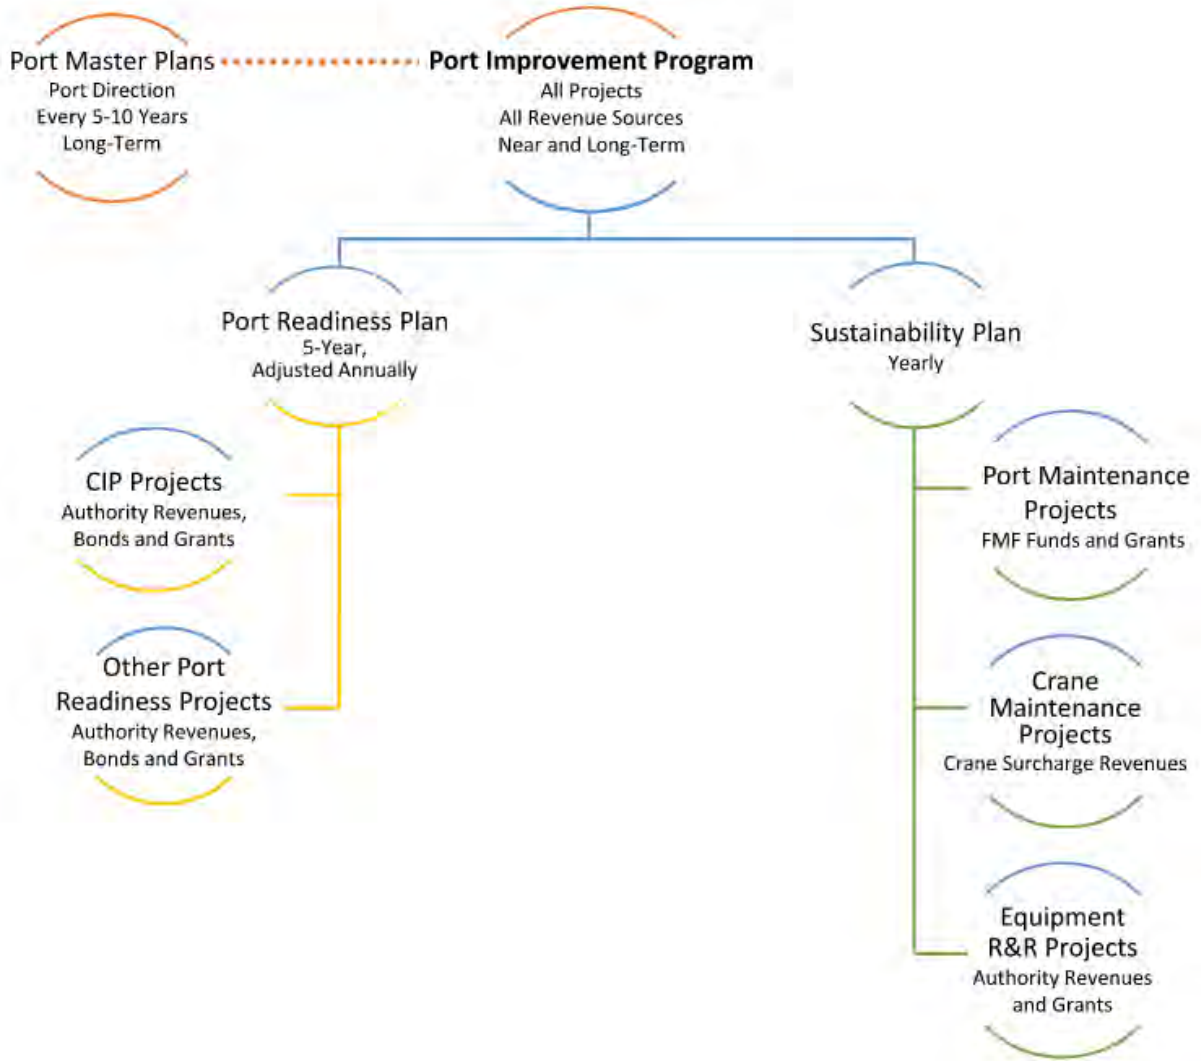 Port Master Plans
Port Direction
Every 5-10 Years
Long-Term
Port Improvement Program
All Projects
All Revenue Sources
Near and Long-Term
Port Readiness Plan
5-Year,
Adjusted Annually
CIP Projects
Authority Revenues,
Bonds and Grants
Other Port
Readiness Projects
Authority Revenues,
Bonds and Grants
Sustainability Plan
Yearly
Port Maintenance
Projects
FMF Funds and Grants
Crane
Maintenance
Projects
Crane Surcharge Revenues
Equipment
R&R Projects
Authority Revenues
and Grants